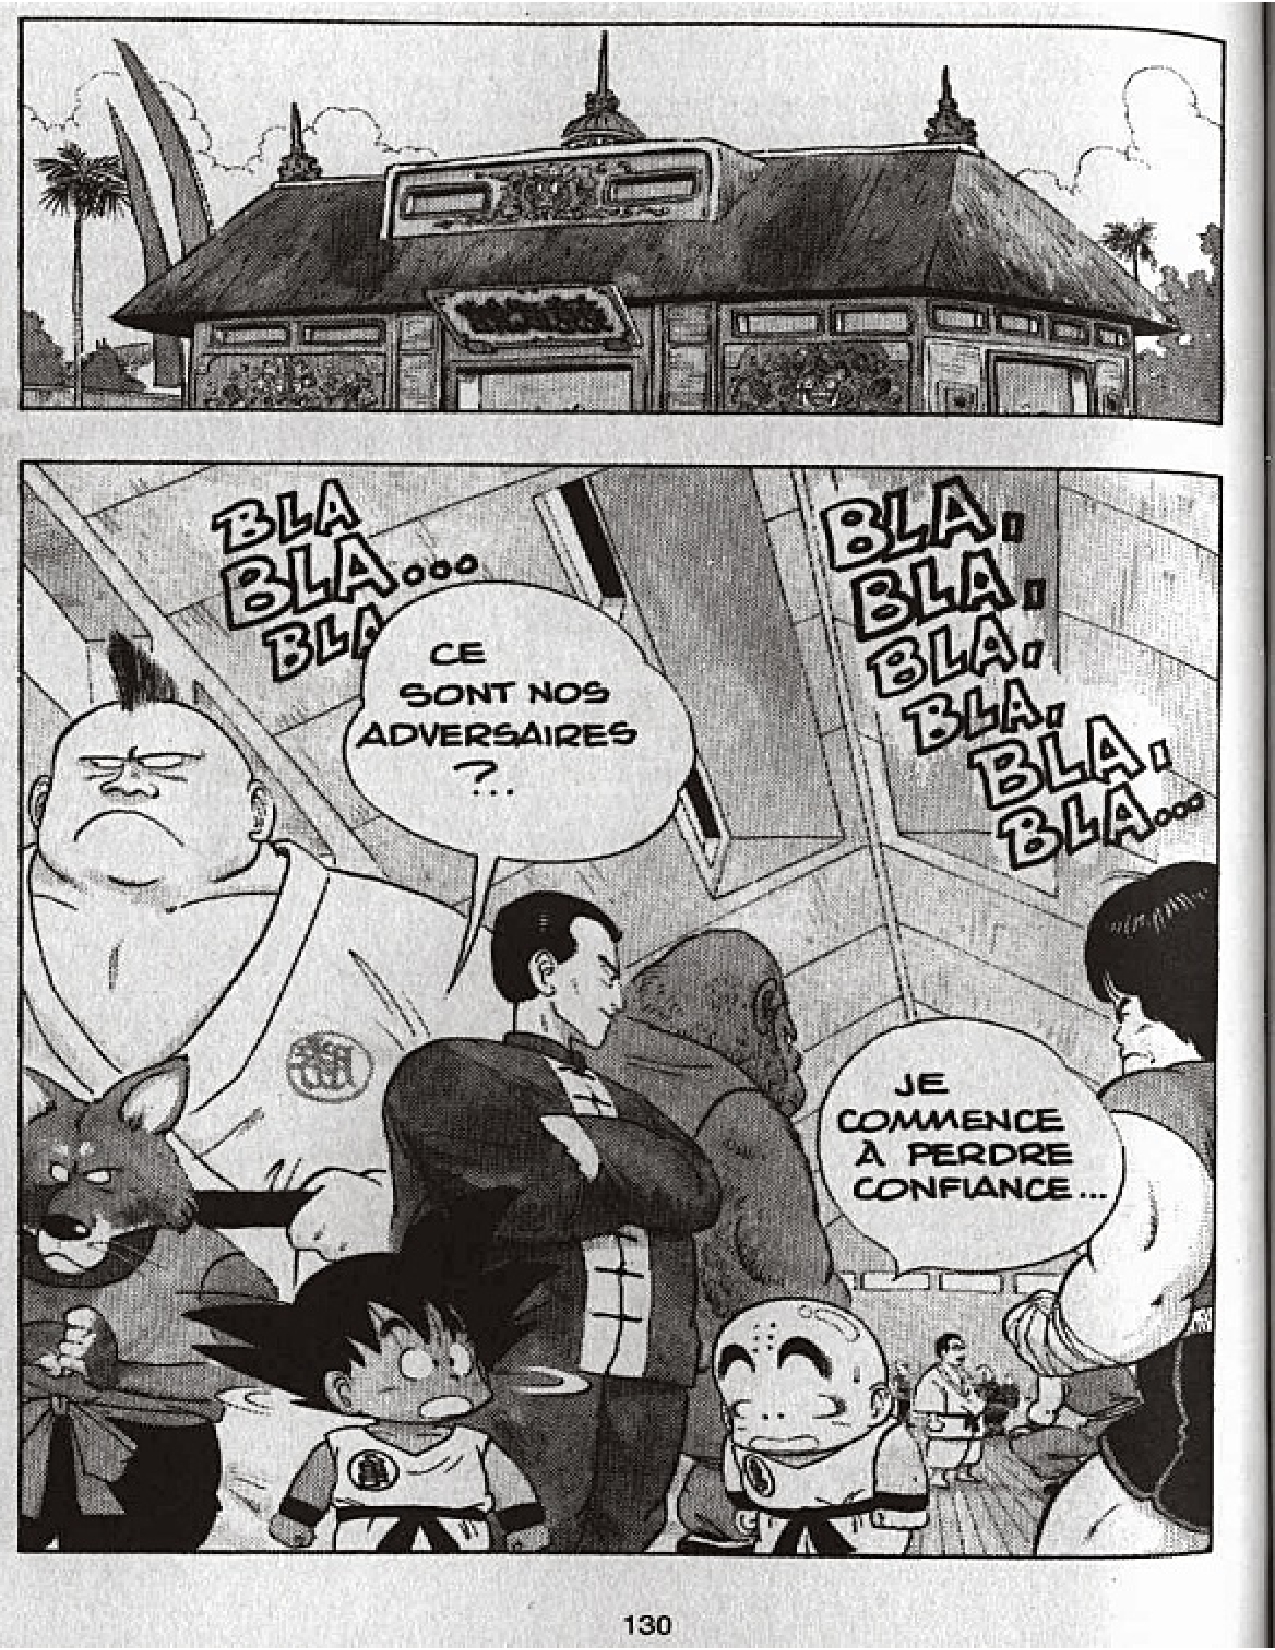 BLA
BLA...
BLA
CE
SONT NOS
ADVERSAIRES
?...
BLA,
BLA,
BLA,
BLA,
BLA,
BLA...
JE
COMMENCE
À PERDRE
CONFIANCE...
130